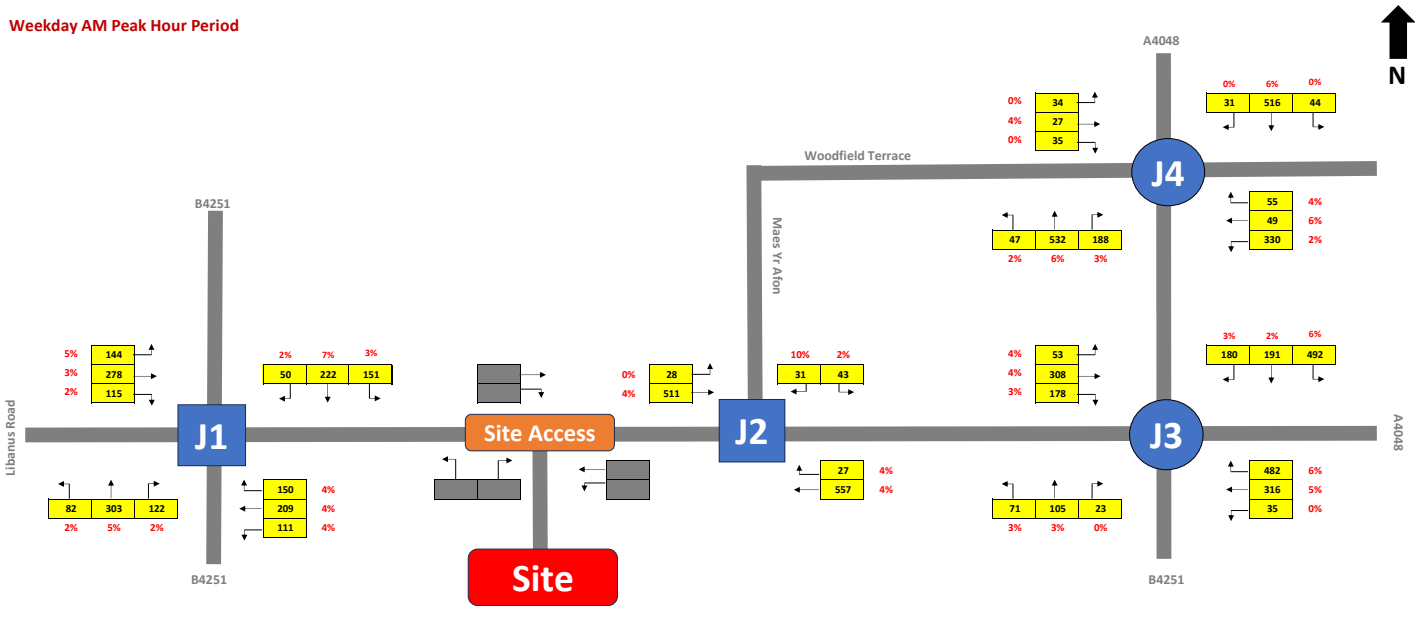 Weekday AM Peak Hour Period
N
A4048
0% 6% 0%
31 516 44
0% 34
4% 27
0% 35
Woodfield Terrace
J4
55 4%
49 6%
330 2%
47 532 188
2% 6% 3%
Maes Yr Afon
B4251
5% 144
3% 278
2% 115
2% 7% 3%
50 222 151
0% 28
4% 511
10% 2%
31 43
4% 53
4% 308
3% 178
3% 2% 6%
180 191 492
Libanus Road
J1
Site Access
J2
J3
A4048
82 303 122
2% 5% 2%
150 4%
209 4%
111 4%
27 4%
557 4%
71 105 23
3% 3% 0%
482 6%
316 5%
35 0%
B4251
Site
B4251